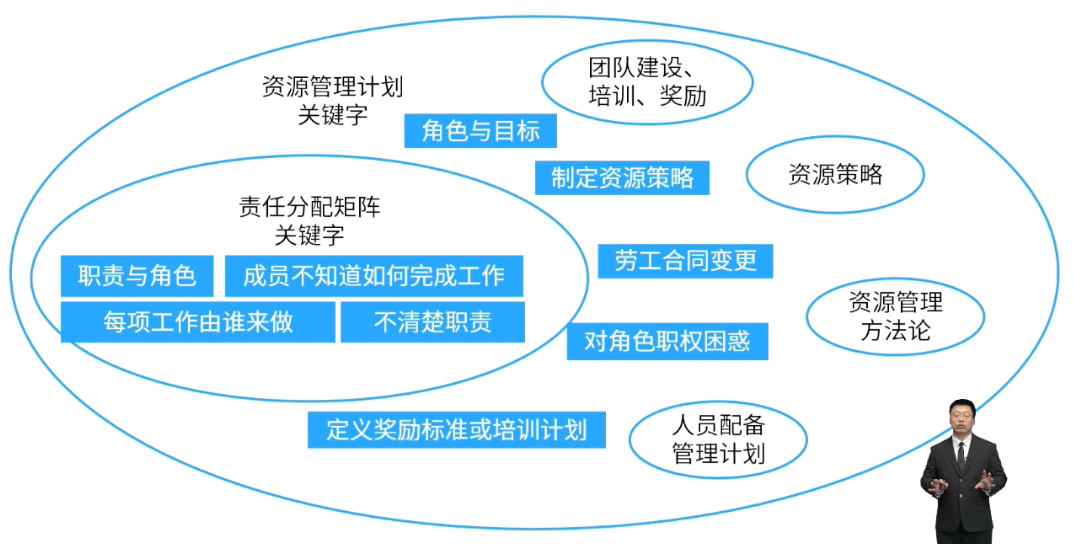 资源管理计划
关键字
团队建设、
培训、奖励
角色与目标
制定资源策略
资源策略
责任分配矩阵
关键字
职责与角色
成员不知道如何完成工作
每项工作由谁来做
不清楚职责
劳工合同变更
资源管理
方法论
对角色职权困惑
定义奖励标准或培训计划
人员配备
管理计划